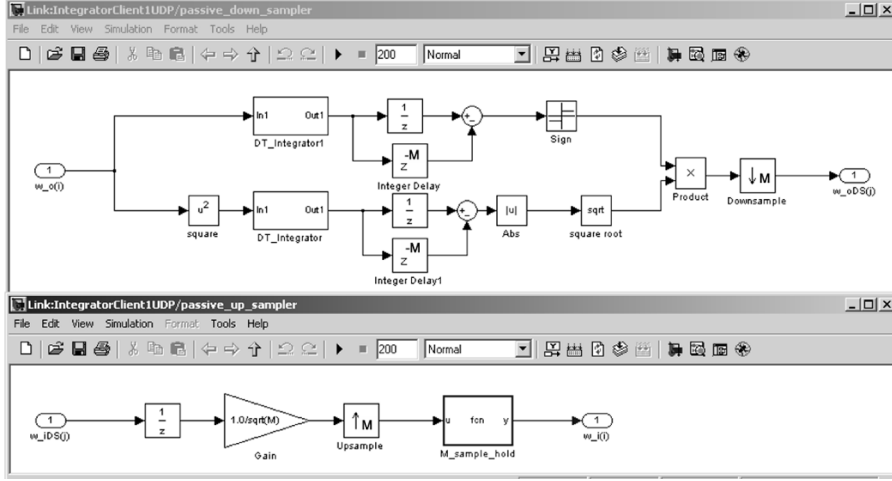 Link:IntegratorClient1UDP/passive_down_sampler
File Edit View Simulation Format Tools Help
200 Normal
In1 Out1
DT_Integrator1
1
z
+
-
Sign
-M
z
Integer Delay
1
w_o(i)
×
Product
↓M
Downsample
1
w_oDS(j)
u2
square
In1 Out1
DT_Integrator
1
z
+
-
|u|
Abs
sqrt
square root
-M
z
Integer Delay1
Link:IntegratorClient1UDP/passive_up_sampler
File Edit View Simulation Format Tools Help
200 Normal
1
w_iDS(j)
1
z
1.0/sqrt(M)
Gain
↑M
Upsample
u fcn y
M_sample_hold
1
w_i(i)